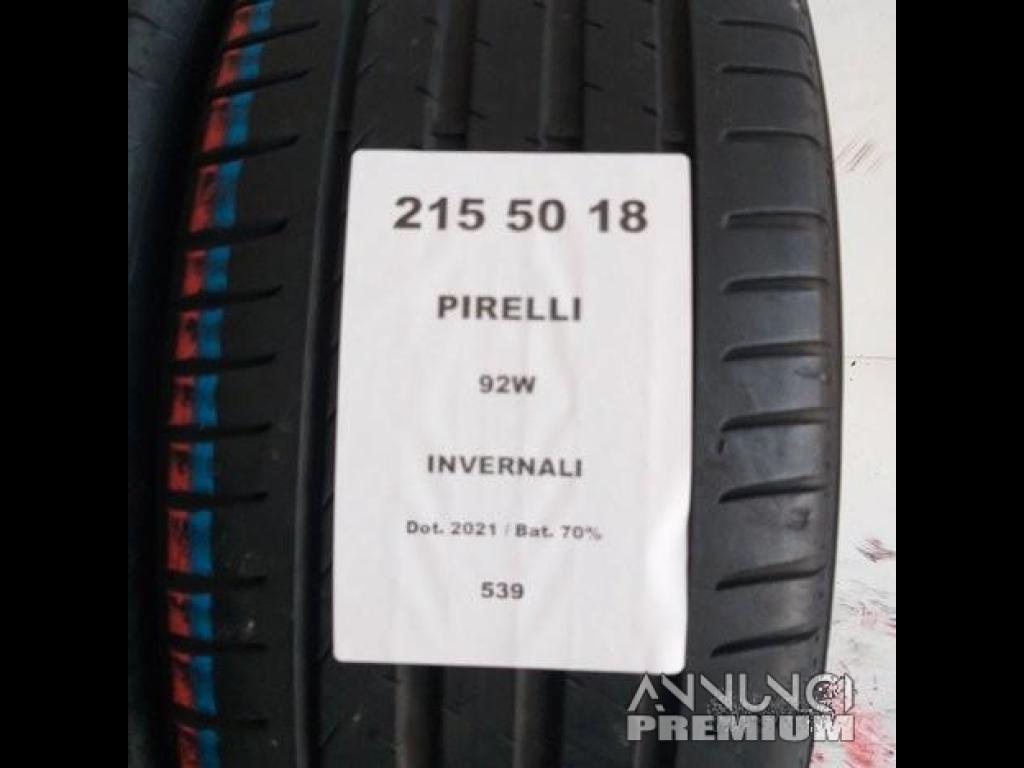 215 50 18
PIRELLI
92W
INVERNALI
Dot. 2021 / Bat. 70%
539
ANNUNCI
PREMIUM